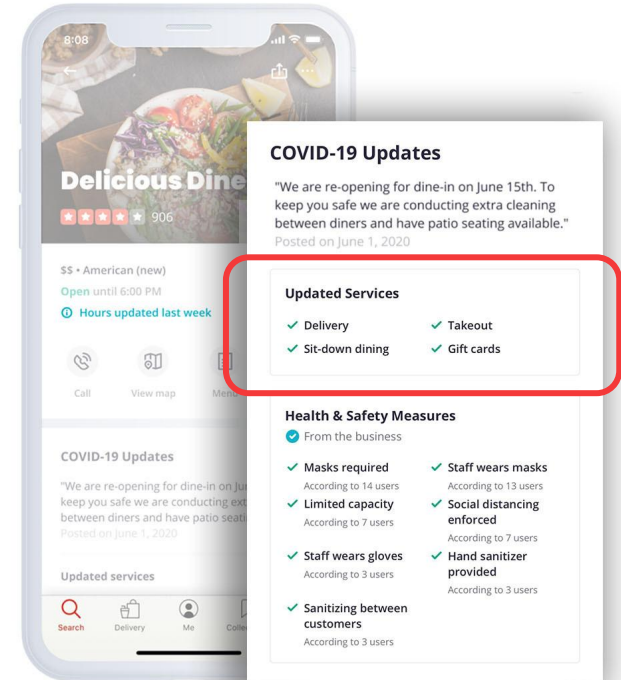 8:08
Delicious Dine
906
$$ • American (new)
Open until 6:00 PM
Hours updated last week
Call
View map
Menu
COVID-19 Updates
"We are re-opening for dine-in on Ju
keep you safe we are conducting ext
between diners and have patio seati
Posted on June 1, 2020
Updated services
Search
Delivery
Me
Colle
COVID-19 Updates
"We are re-opening for dine-in on June 15th. To
keep you safe we are conducting extra cleaning
between diners and have patio seating available."
Posted on June 1, 2020
Updated Services
Delivery
Takeout
Sit-down dining
Gift cards
Health & Safety Measures
From the business
Masks required
According to 14 users
Staff wears masks
According to 13 users
Limited capacity
According to 7 users
Social distancing
enforced
According to 7 users
Staff wears gloves
According to 3 users
Hand sanitizer
provided
According to 3 users
Sanitizing between
customers
According to 3 users